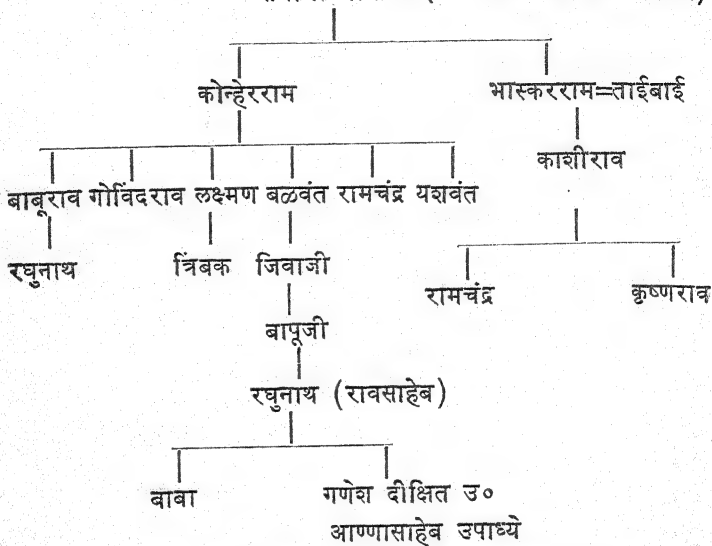 कोन्हेरराम भास्करराम=ताईबाई
काशीराव
बाबूराव गोविंदराव लक्ष्मण बळवंत रामचंद्र यशवंत
रघुनाथ त्रिंबक जिवाजी
रामचंद्र कृष्णराव
बापूजी
रघुनाथ (रावसाहेब)
बाबा गणेश दीक्षित उ०
आण्णासाहेब उपाध्ये